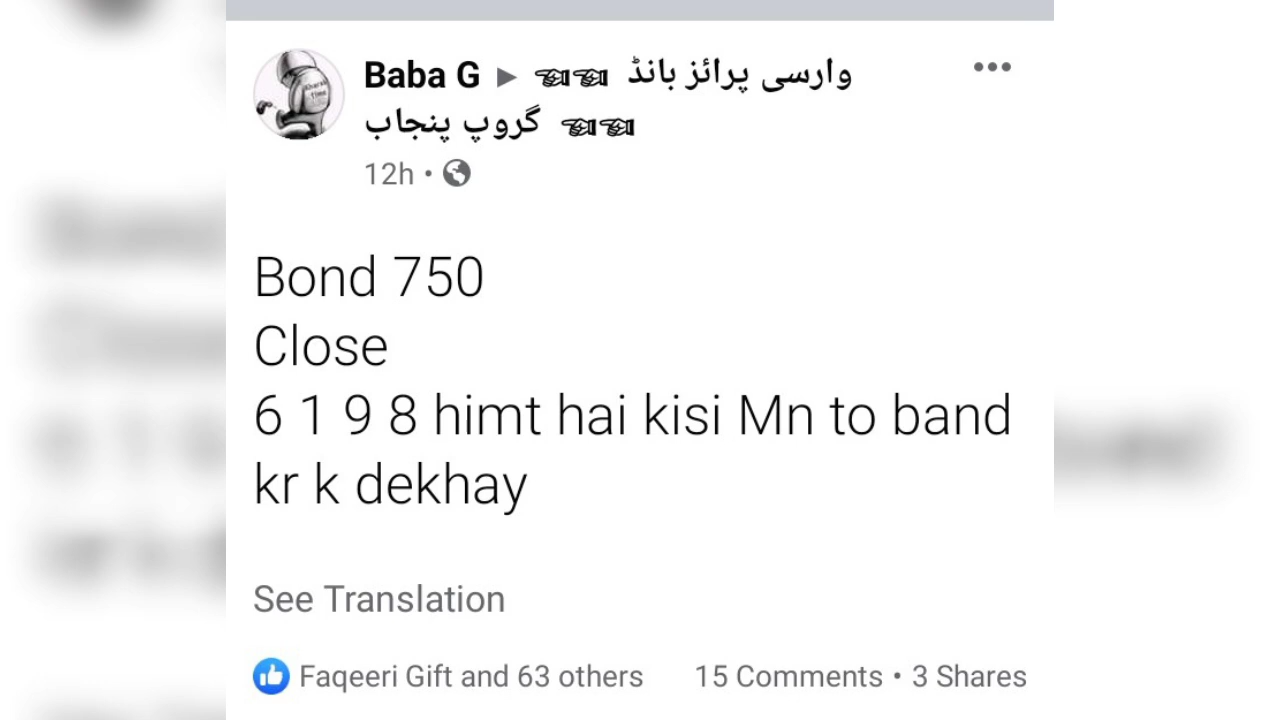 Baba G ▶ ☜☜ وارسی پرائز بانڈ
☜☜ گروپ پنجاب
12h •
Bond 750
Close
6 1 9 8 himt hai kisi Mn to band
kr k dekhay
See Translation
Faqeeri Gift and 63 others 15 Comments • 3 Shares